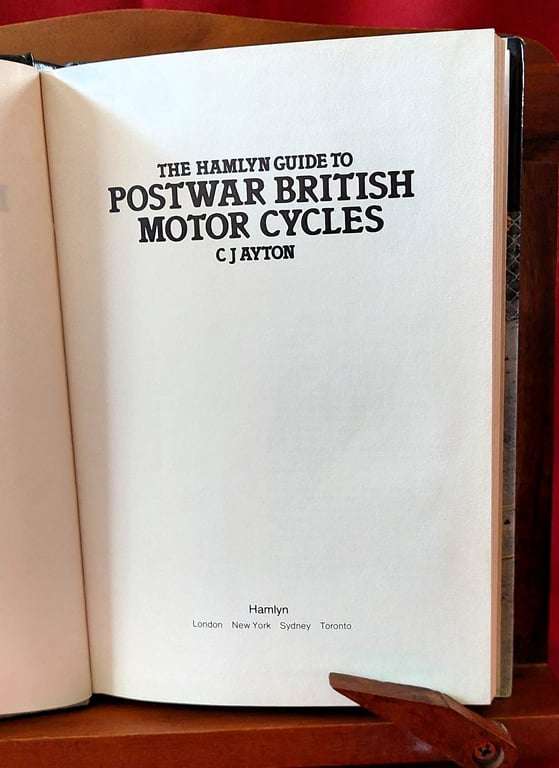 THE HAMLYN GUIDE TO
POSTWAR BRITISH
MOTOR CYCLES
C J AYTON
Hamlyn
London New York Sydney Toronto